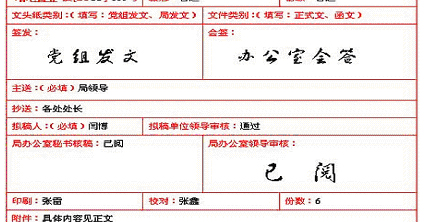 文头纸类别:(填写:党组发文、局发文) 文件类别:(填写:正式文、函文)
签发: 会签:
党组发文 办公室会签
主送:(必填)局领导
抄送:各处处长
拟稿人:(必填)闫博 拟稿单位领导审核:通过
局办公室秘书核稿:已阅 局办公室领导审核:
已阅
印刷:张雷 校对:张鑫 份数:6
附件:具体内容见正文